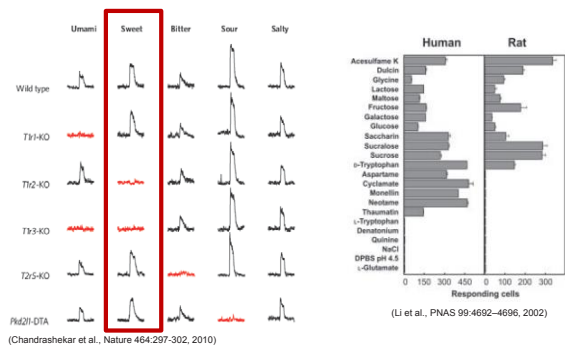 Umami Sweet Bitter Sour Salty
Wild type
T1r1-KO
T1r2-KO
T1r3-KO
T2r5-KO
Pkd2l1-DTA
(Chandrashekar et al., Nature 464:297-302, 2010)
Human Rat
Acesulfame K
Dulcin
Glycine
Lactose
Maltose
Fructose
Galactose
Glucose
Saccharin
Sucralose
Sucrose
D-Tryptophan
Aspartame
Cyclamate
Monellin
Neotame
Thaumatin
L-Tryptophan
Denatonium
Quinine
NaCl
DPBS pH 4.5
L-Glutamate
0 150 300 450 0 100 200 300
Responding cells
(Li et al., PNAS 99:4692–4696, 2002)